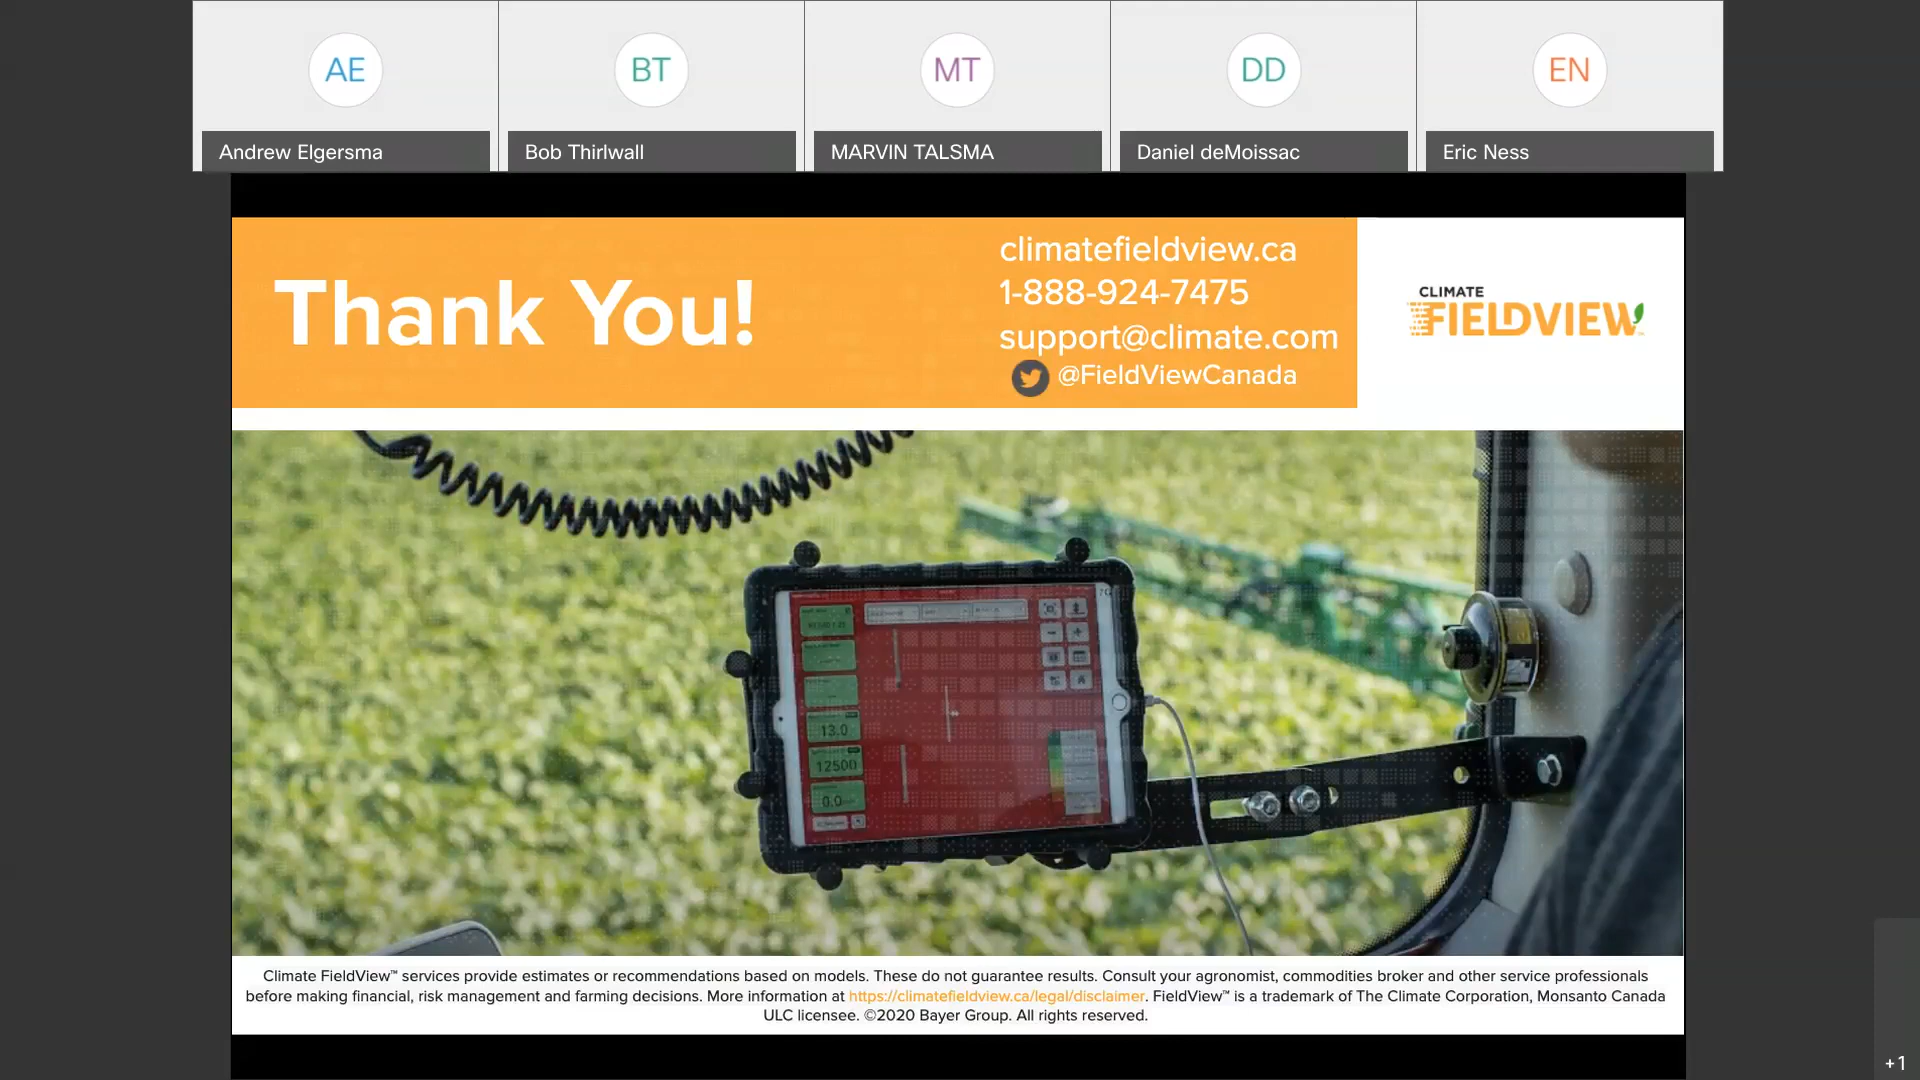 AE
BT
MT
DD
EN
Andrew Elgersma
Bob Thirlwall
MARVIN TALSMA
Daniel deMoissac
Eric Ness
Thank You!
climatefieldview.ca
1-888-924-7475
support@climate.com
@FieldViewCanada
CLIMATE
FIELDVIEW
13.0
12500
0.0
Climate FieldView™ services provide estimates or recommendations based on models. These do not guarantee results. Consult your agronomist, commodities broker and other service professionals
before making financial, risk management and farming decisions. More information at https://climatefieldview.ca/legal/disclaimer. FieldView™ is a trademark of The Climate Corporation, Monsanto Canada
ULC licensee. ©2020 Bayer Group. All rights reserved.
+1